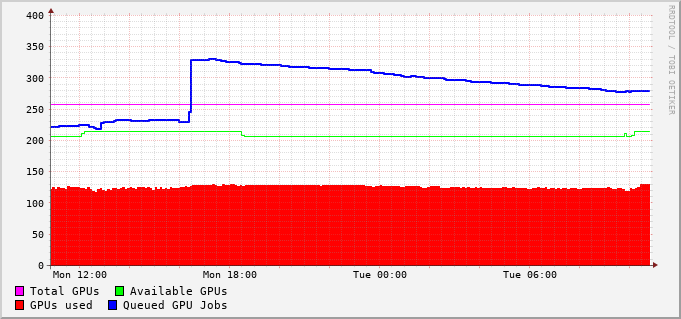 400
350
300
250
200
150
100
50
0
Mon 12:00 Mon 18:00 Tue 00:00 Tue 06:00
Total GPUs Available GPUs
GPUs used Queued GPU Jobs
RRDTOOL / TOBI OETIKER